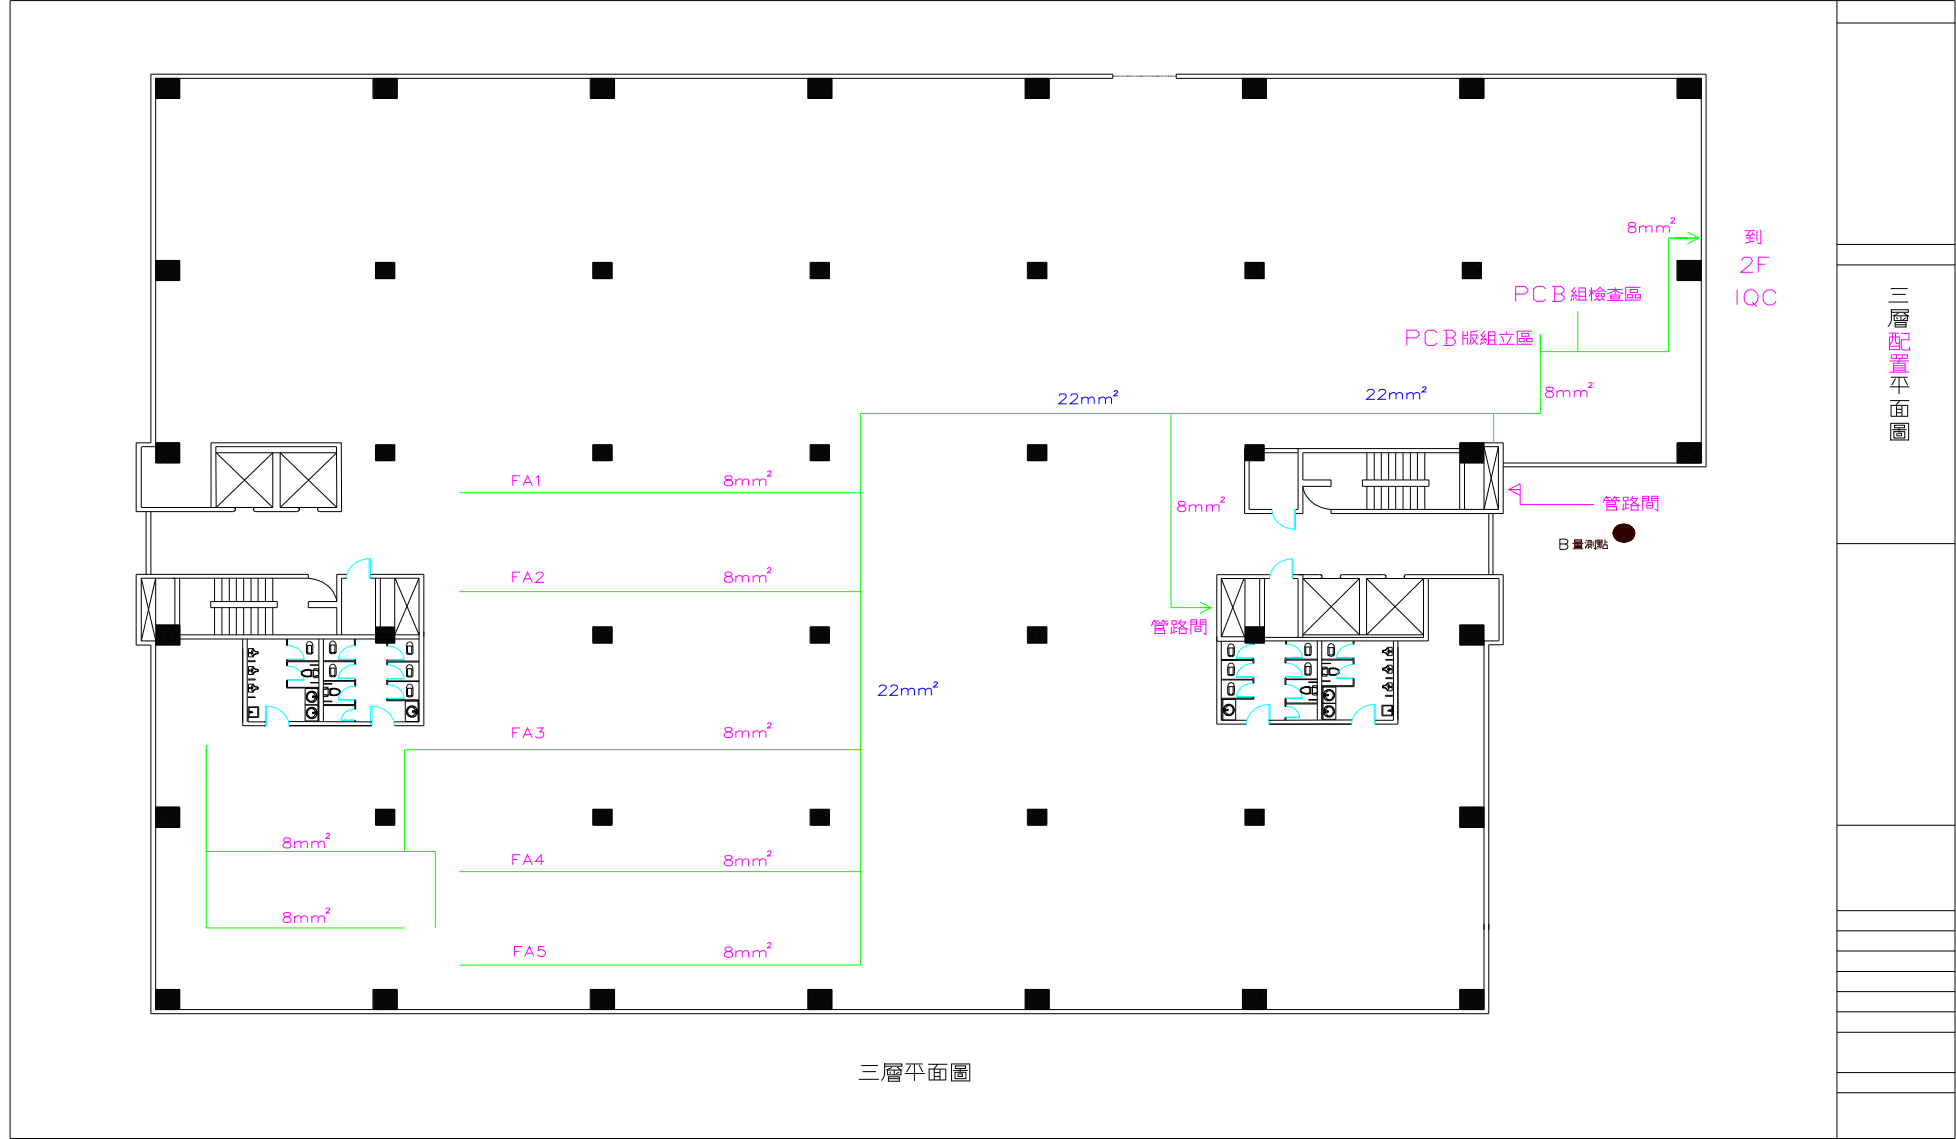 8mm²
到
2F
IQC
PCB組檢查區
PCB版組立區
22mm²
22mm²
8mm²
FA1
8mm²
8mm²
管路間
B量測點
FA2
8mm²
管路間
22mm²
FA3
8mm²
8mm²
FA4
8mm²
8mm²
FA5
8mm²
三層平面圖
三層配置平面圖